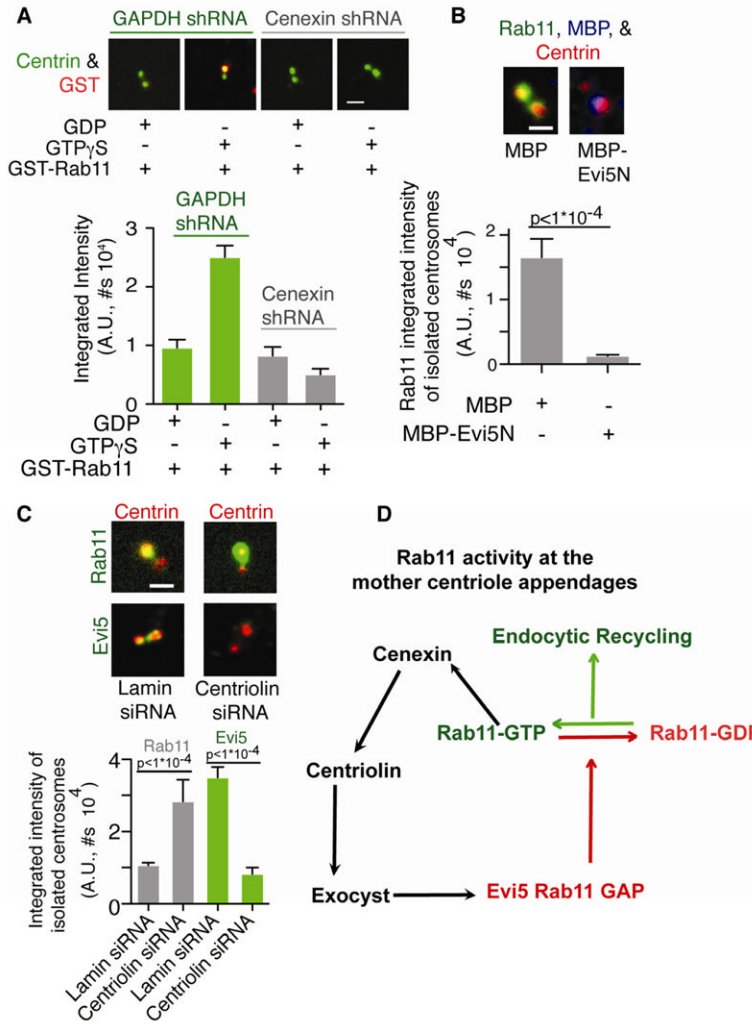 A
GAPDH shRNA Cenexin shRNA
Centrin &
GST
GDP + - + -
GTPγS - + - +
GST-Rab11 + + + +
GAPDH
shRNA
Cenexin
shRNA
Integrated Intensity
(A.U., #s 10⁴)
3
2
1
0
GDP + - + -
GTPγS - + - +
GST-Rab11 + + + +
B
Rab11, MBP, &
Centrin
MBP MBP-
Evi5N
p<1*10⁻⁴
Rab11 integrated intensity
of isolated centrosomes
(A.U., #s 10⁴)
2
1
0
MBP + -
MBP-Evi5N - +
C
Centrin Centrin
Rab11
Evi5
Lamin Centriolin
siRNA siRNA
Rab11 Evi5
p<1*10⁻⁴ p<1*10⁻⁴
Integrated intensity of
isolated centrosomes
(A.U., #s 10⁴)
4
2
0
Lamin siRNA
Centriolin siRNA
Lamin siRNA
Centriolin siRNA
D
Rab11 activity at the
mother centriole appendages
Endocytic Recycling
Cenexin
Rab11-GTP Rab11-GDP
Centriolin
Exocyst Evi5 Rab11 GAP